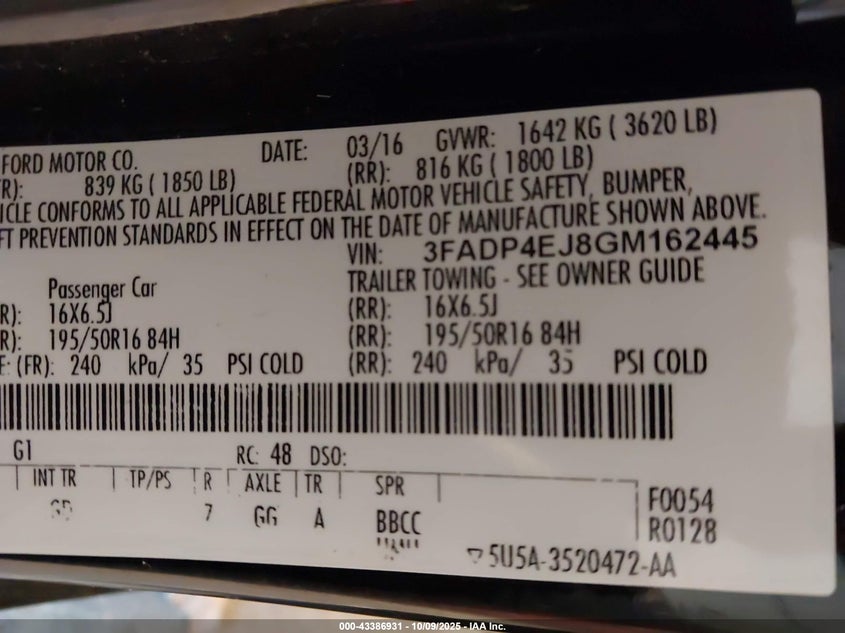 FORD MOTOR CO. DATE: 03/16 GVWR: 1642 KG ( 3620 LB)
R): 839 KG ( 1850 LB) (RR): 816 KG ( 1800 LB)
ICLE CONFORMS TO ALL APPLICABLE FEDERAL MOTOR VEHICLE SAFETY, BUMPER,
FT PREVENTION STANDARDS IN EFFECT ON THE DATE OF MANUFACTURE SHOWN ABOVE.
VIN: 3FADP4EJ8GM162445
Passenger Car TRAILER TOWING - SEE OWNER GUIDE
R): 16X6.5J (RR): 16X6.5J
R): 195/50R16 84H (RR): 195/50R16 84H
E: (FR): 240 kPa/ 35 PSI COLD (RR): 240 kPa/ 35 PSI COLD
G1 RC: 48 DSO:
INT TR TP/PS R AXLE TR SPR
7 GG A BBCC
F0054
R0128
5U5A-3520472-AA
000-43386931 - 10/09/2025 - IAA Inc.